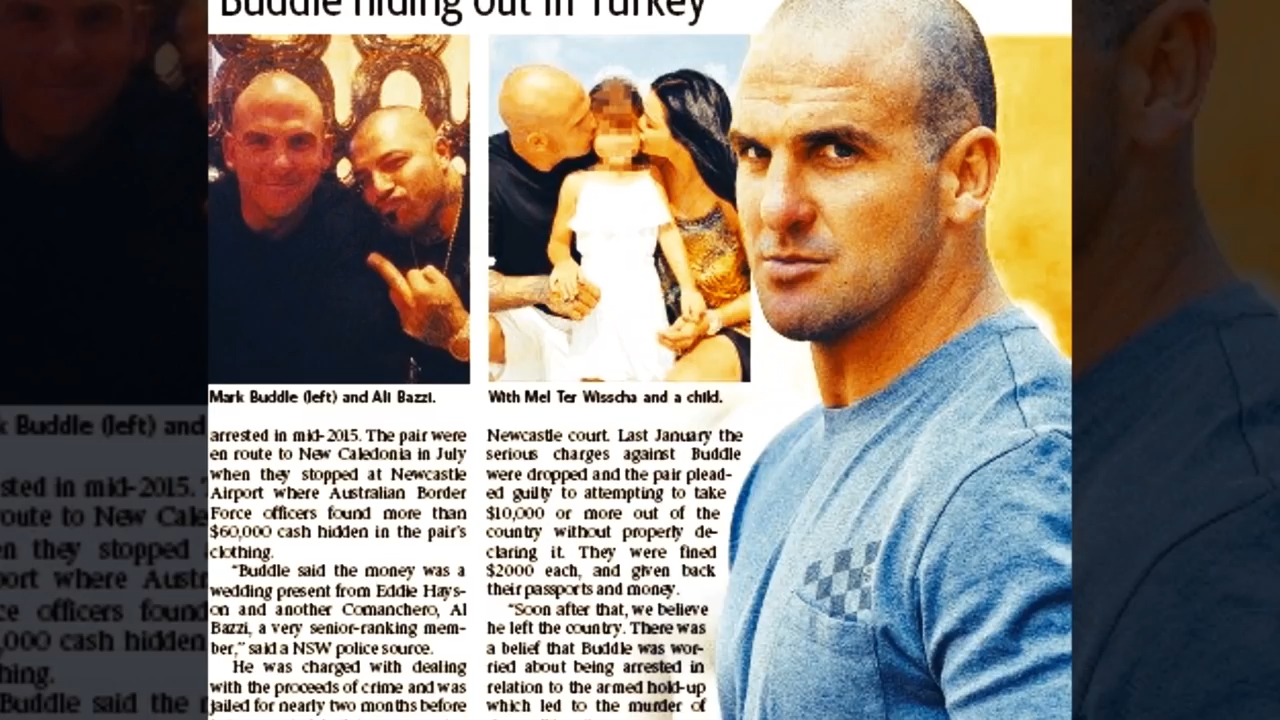 Buddle hiding out in Turkey
Mark Buddle (left) and Ali Bazzi.
With Mel Ter Wisscha and a child.
arrested in mid-2015. The pair were
en route to New Caledonia in July
when they stopped at Newcastle
Airport where Australian Border
Force officers found more than
$60,000 cash hidden in the pair's
clothing.
"Buddle said the money was a
wedding present from Eddie Hays-
on and another Comanchero, Al
Bazzi, a very senior-ranking mem-
ber," said a NSW police source.
He was charged with dealing
with the proceeds of crime and was
jailed for nearly two months before
Newcastle court. Last January the
serious charges against Buddle
were dropped and the pair plead-
ed guilty to attempting to take
$10,000 or more out of the
country without properly de-
claring it. They were fined
$2000 each, and given back
their passports and money.
"Soon after that, we believe
he left the country. There was
a belief that Buddle was wor-
ried about being arrested in
relation to the armed hold-up
which led to the murder of
k Buddle (left) and
sted in mid-2015.
route to New Cale
n they stopped
port where Austr
ce officers found
,000 cash hidden
hing.
Buddle said the